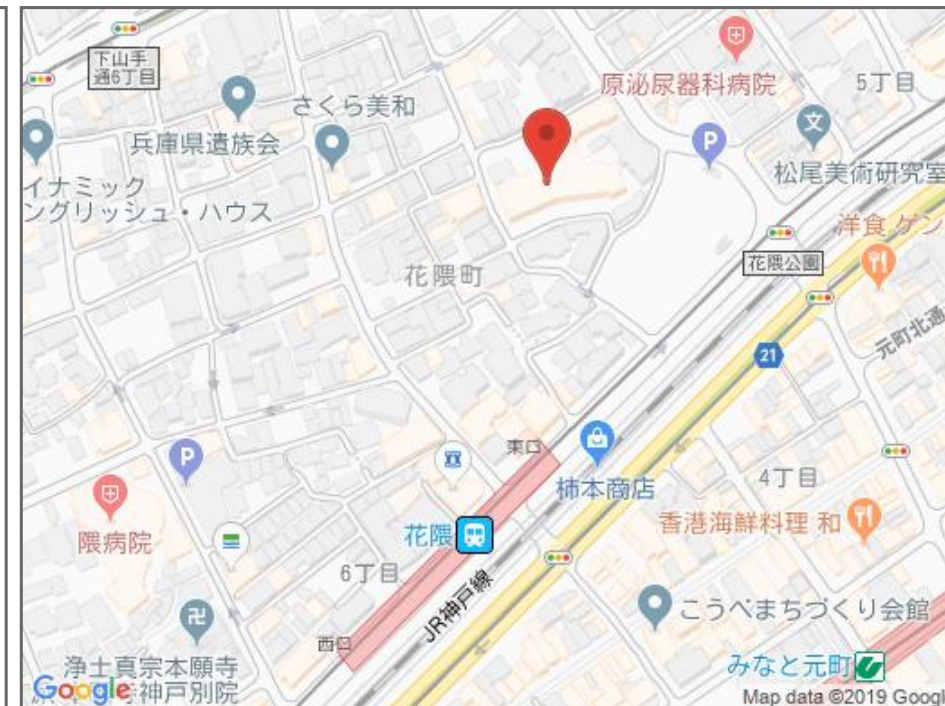 下山手
通6丁目
原泌尿器科病院
5丁目
さくら美和
兵庫県遺族会
P
文
松尾美術研究室
イナミック
ングリッシュ・ハウス
洋食 ゲン
花隈町
花隈公園
元町北通
21
東口
P
柿本商店
4丁目
隈病院
花隈
香港海鮮料理 和
6丁目
JR神戸線
こうべまちづくり会館
西口
浄土真宗本願寺
神戸別院
みなと元町
Google
Map data ©2019 Googl